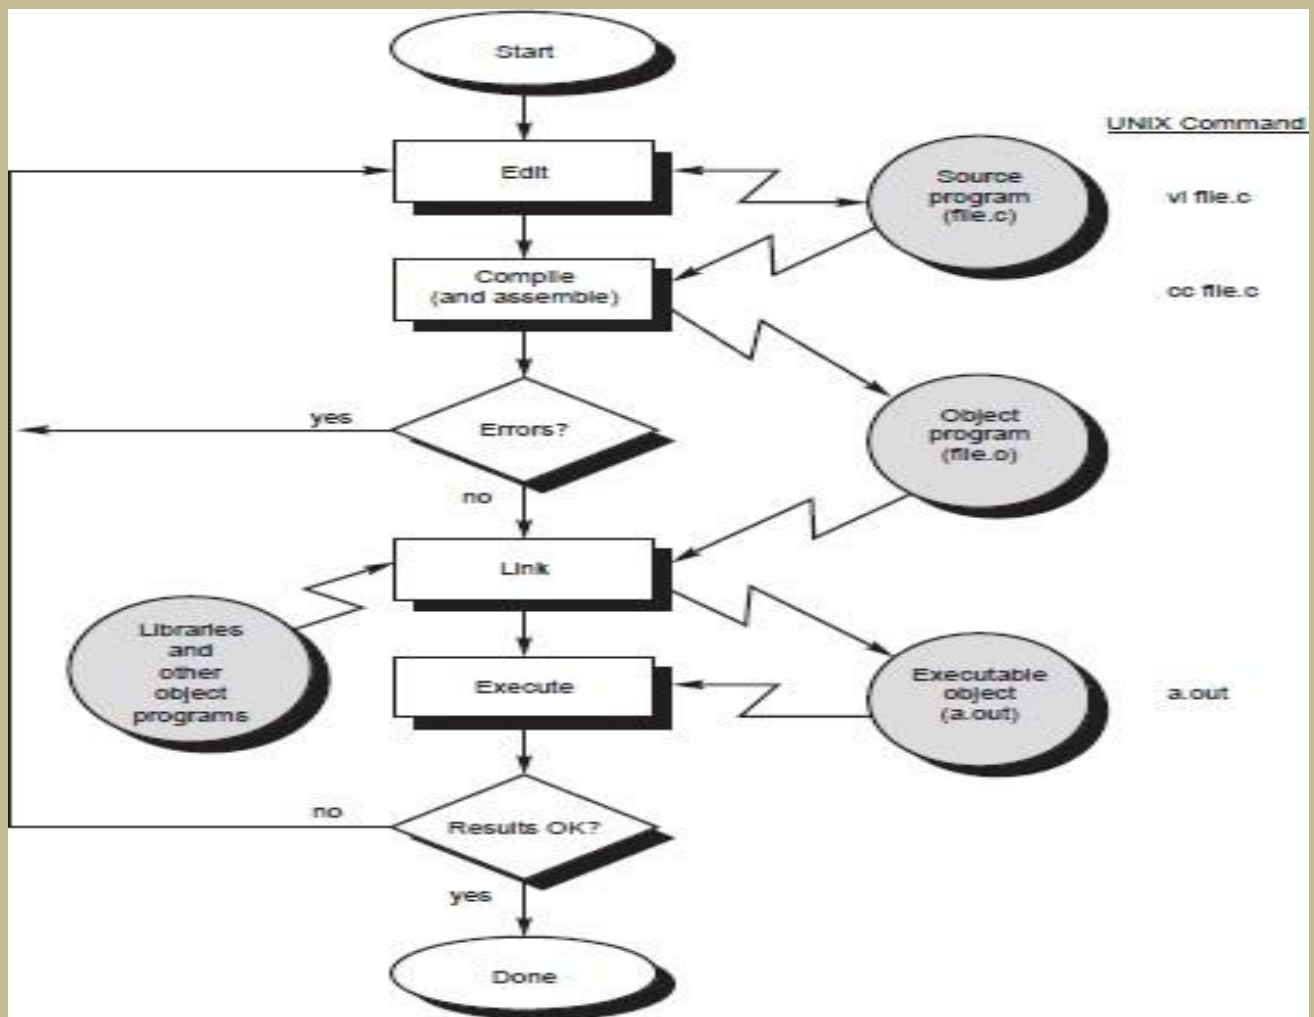 Start
UNIX Command
Edit
Source
program
(file.c)
vi file.c
Compile
(and assemble)
cc file.c
yes
Errors?
Object
program
(file.o)
no
Link
Libraries
and
other
object
programs
Execute
Executable
object
(a.out)
a.out
no
Results OK?
yes
Done